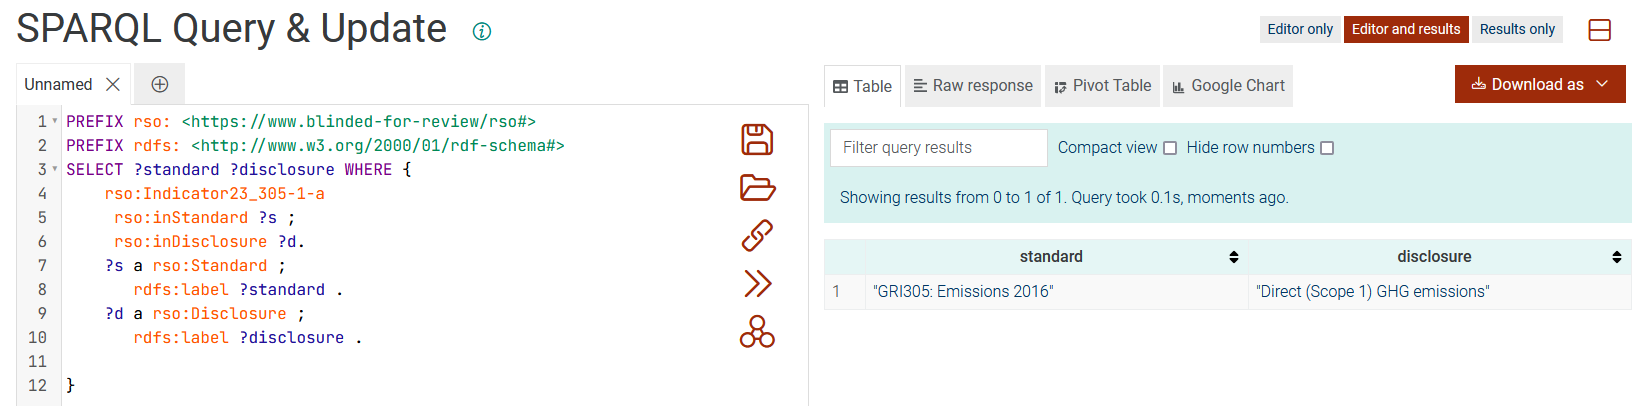 SPARQL Query & Update
Editor only
Editor and results
Results only
Unnamed
1 PREFIX rso: <https://www.blinded-for-review/rso#>
2 PREFIX rdfs: <http://www.w3.org/2000/01/rdf-schema#>
3 SELECT ?standard ?disclosure WHERE {
4 rso:Indicator23_305-1-a
5 rso:inStandard ?s ;
6 rso:inDisclosure ?d.
7 ?s a rso:Standard ;
8 rdfs:label ?standard .
9 ?d a rso:Disclosure ;
10 rdfs:label ?disclosure .
11
12 }
Table
Raw response
Pivot Table
Google Chart
Download as
Filter query results
Compact view
Hide row numbers
Showing results from 0 to 1 of 1. Query took 0.1s, moments ago.
standard disclosure
1 "GRI305: Emissions 2016" "Direct (Scope 1) GHG emissions"